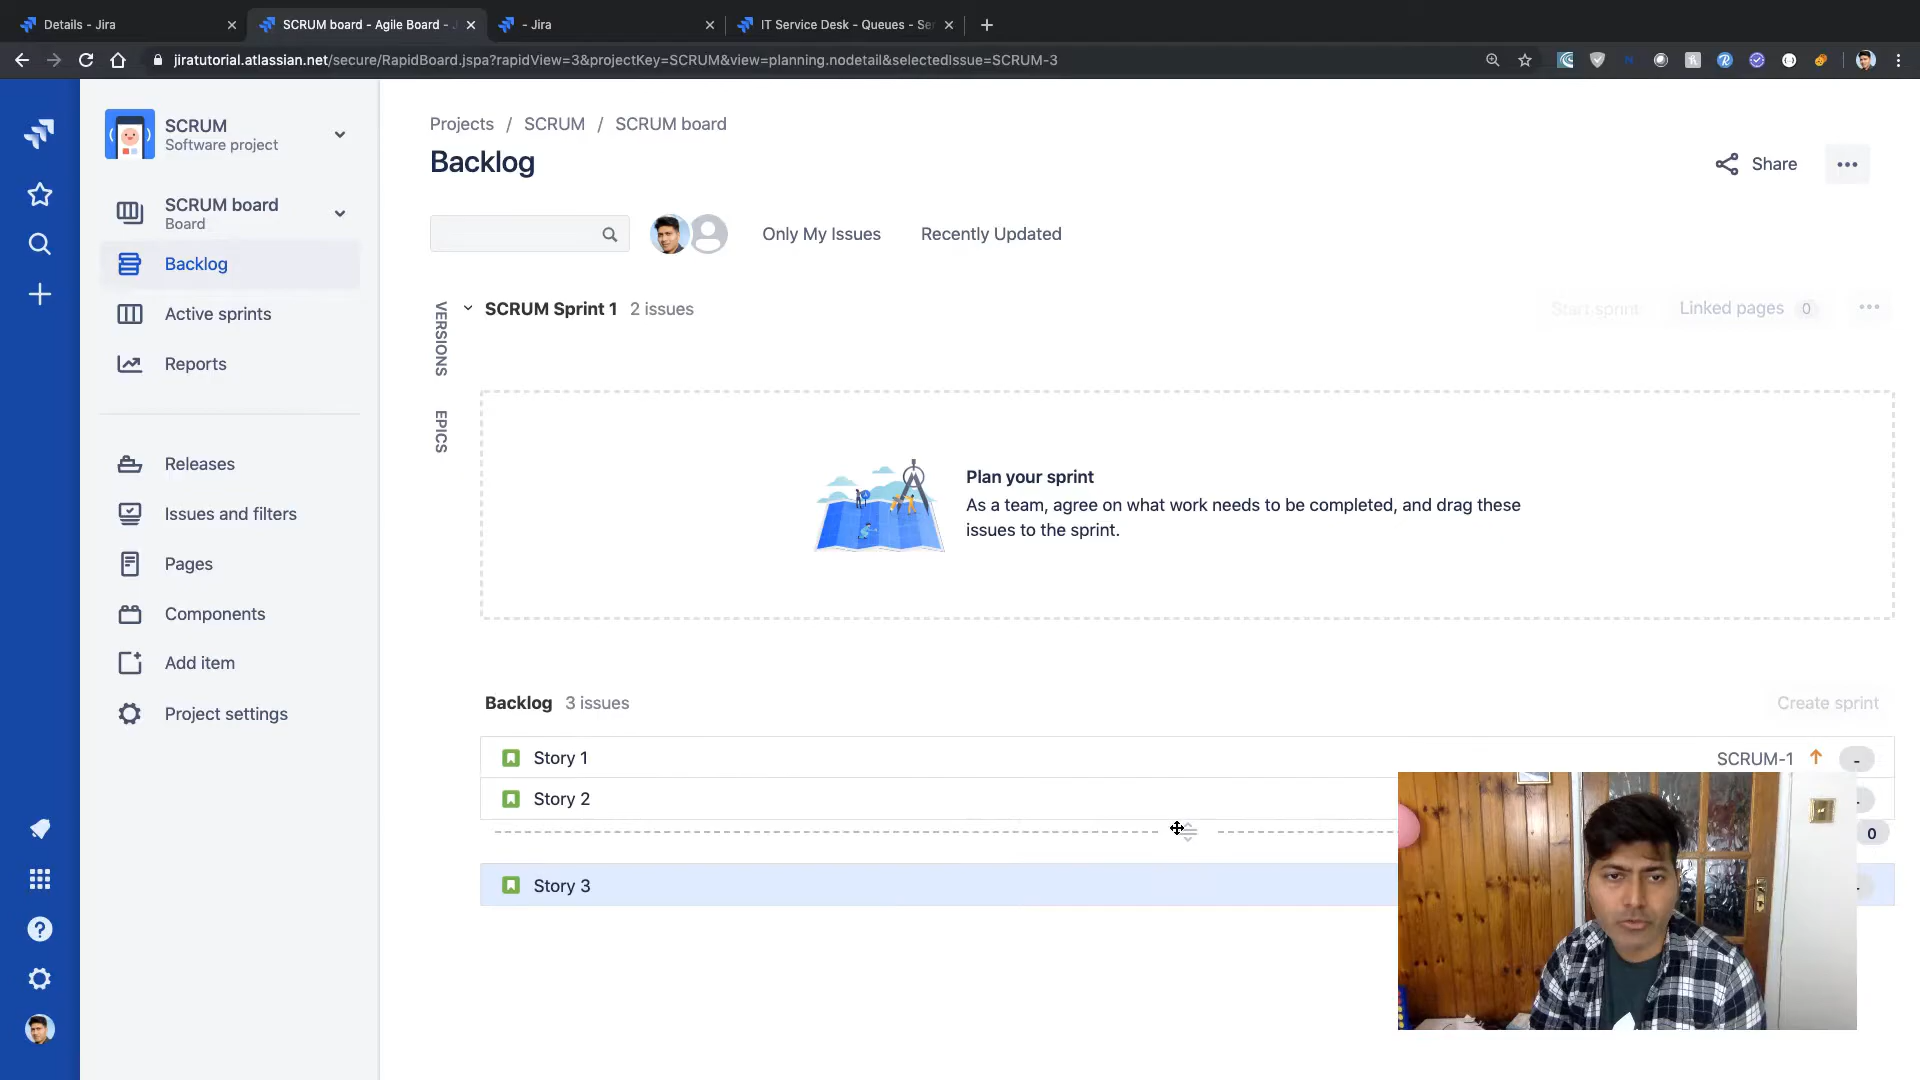 Details - Jira
SCRUM board - Agile Board -
- Jira
IT Service Desk - Queues - Se
jiratutorial.atlassian.net/secure/RapidBoard.jspa?rapidView=3&projectKey=SCRUM&view=planning.nodetail&selectedIssue=SCRUM-3
SCRUM
Software project
SCRUM board
Board
Backlog
Active sprints
Reports
Releases
Issues and filters
Pages
Components
Add item
Project settings
Projects / SCRUM / SCRUM board
Backlog
Share
Only My Issues
Recently Updated
VERSIONS
EPICS
SCRUM Sprint 1 2 issues
Start sprint
Linked pages 0
Plan your sprint
As a team, agree on what work needs to be completed, and drag these
issues to the sprint.
Backlog 3 issues
Create sprint
Story 1
SCRUM-1
-
Story 2
0
Story 3